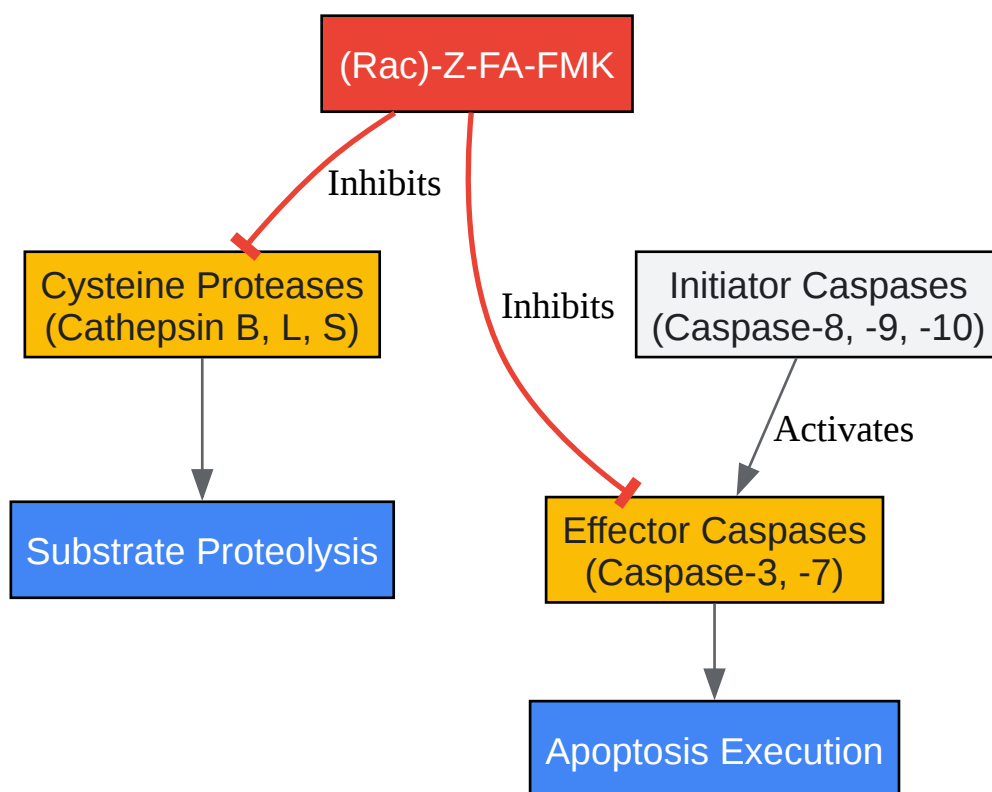 (Rac)-Z-FA-FMK
Inhibits
Cysteine Proteases
(Cathepsin B, L, S)
Inhibits
Initiator Caspases
(Caspase-8, -9, -10)
Activates
Substrate Proteolysis
Effector Caspases
(Caspase-3, -7)
Apoptosis Execution